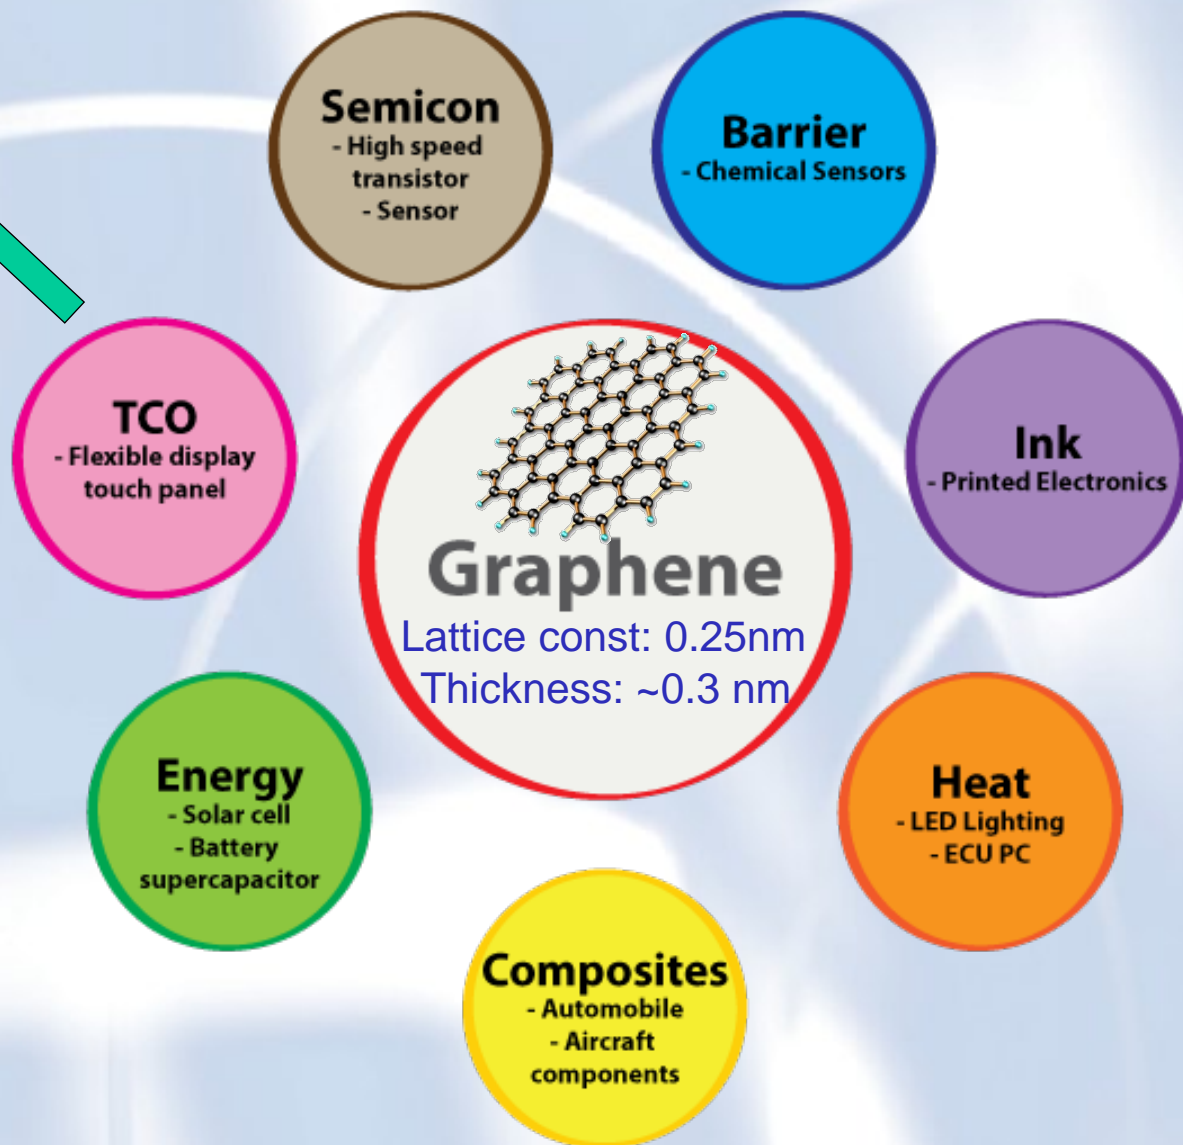 Semicon
- High speed
transistor
- Sensor
Barrier
- Chemical Sensors
TCO
- Flexible display
touch panel
Ink
- Printed Electronics
Graphene
Lattice const: 0.25nm
Thickness: ~0.3 nm
Energy
- Solar cell
- Battery
supercapacitor
Heat
- LED Lighting
- ECU PC
Composites
- Automobile
- Aircraft
components